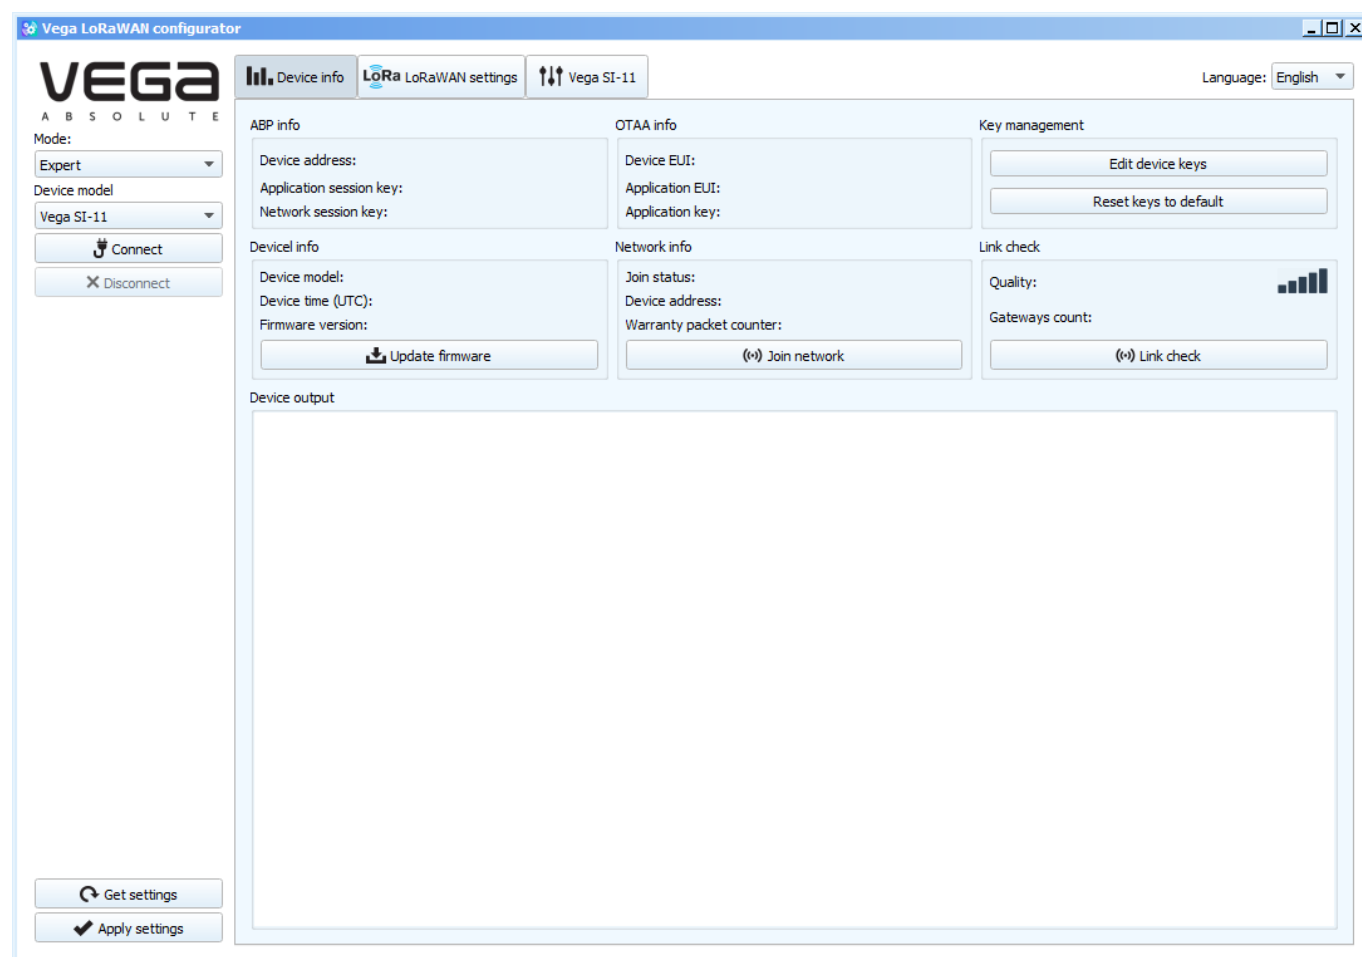 Vega LoRaWAN configurator
VEGA
ABSOLUTE
Mode:
Expert
Device model
Vega SI-11
Connect
Disconnect
Get settings
Apply settings
Device info
LoRa LoRaWAN settings
Vega SI-11
Language: English
ABP info
Device address:
Application session key:
Network session key:
OTAA info
Device EUI:
Application EUI:
Application key:
Key management
Edit device keys
Reset keys to default
Devicel info
Device model:
Device time (UTC):
Firmware version:
Update firmware
Network info
Join status:
Device address:
Warranty packet counter:
Join network
Link check
Quality:
Gateways count:
Link check
Device output